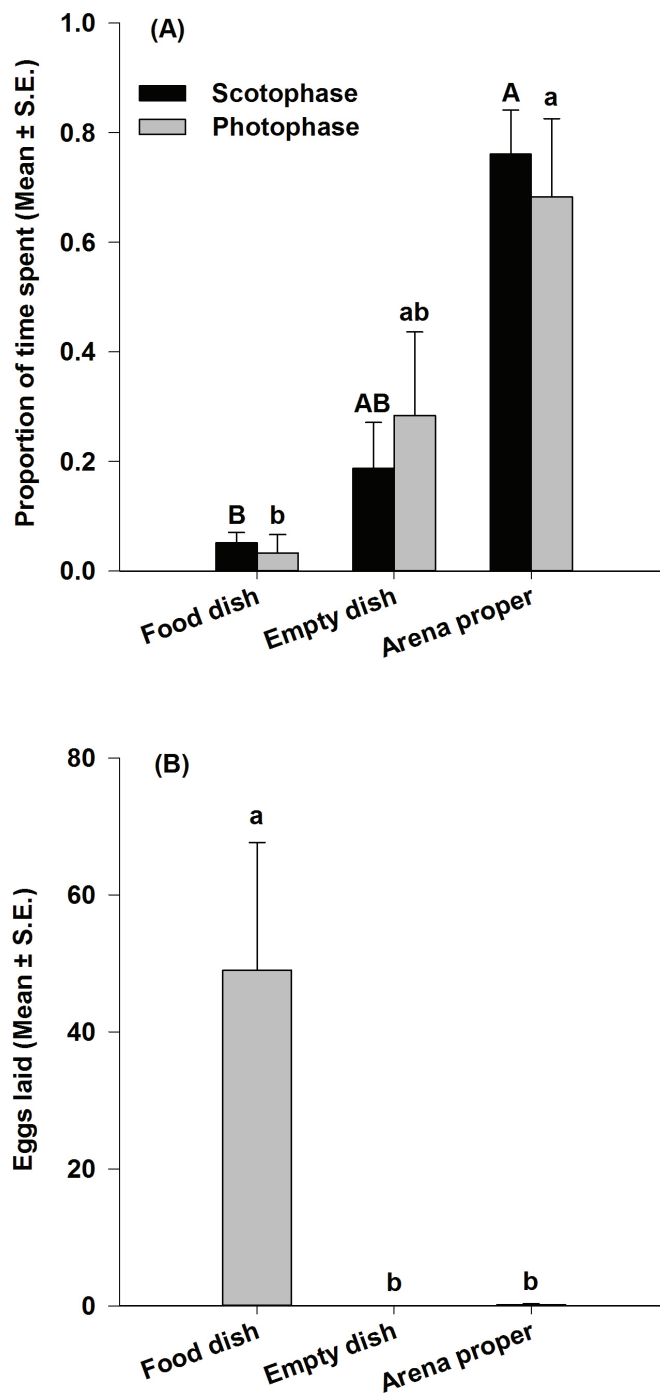 (A)
Scotophase
Photophase
Proportion of time spent (Mean ± S.E.)
1.0
0.8
0.6
0.4
0.2
0.0
B
b
AB
ab
A
a
Food dish
Empty dish
Arena proper
(B)
Eggs laid (Mean ± S.E.)
80
60
40
20
0
a
b
b
Food dish
Empty dish
Arena proper